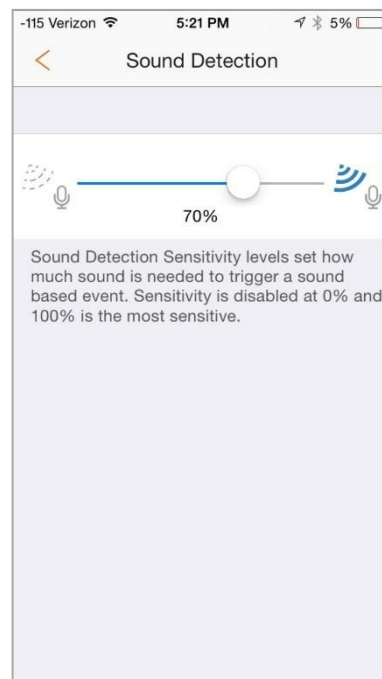 -115 Verizon 5:21 PM 5%
Sound Detection
70%
Sound Detection Sensitivity levels set how
much sound is needed to trigger a sound
based event. Sensitivity is disabled at 0% and
100% is the most sensitive.